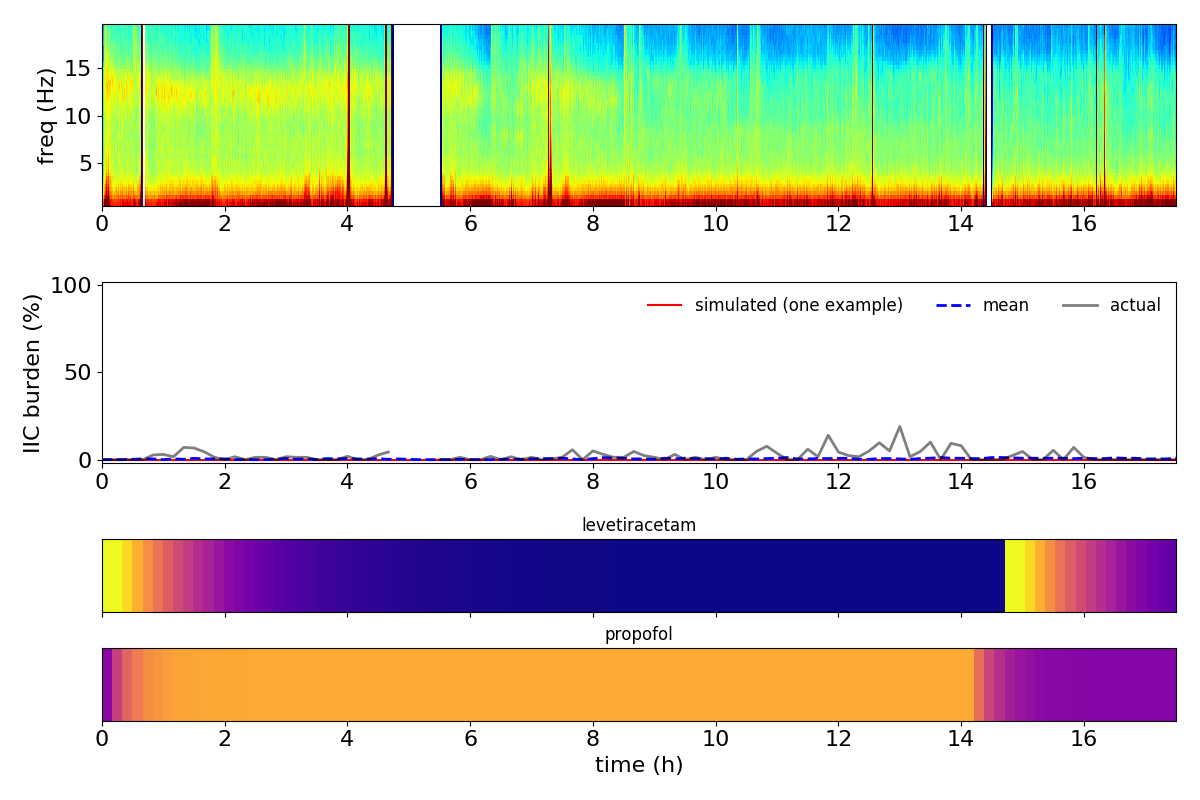 freq (Hz)
15
10
5
0 2 4 6 8 10 12 14 16
IIC burden (%)
100
50
0
simulated (one example) mean actual
0 2 4 6 8 10 12 14 16
levetiracetam
propofol
0 2 4 6 8 10 12 14 16
time (h)